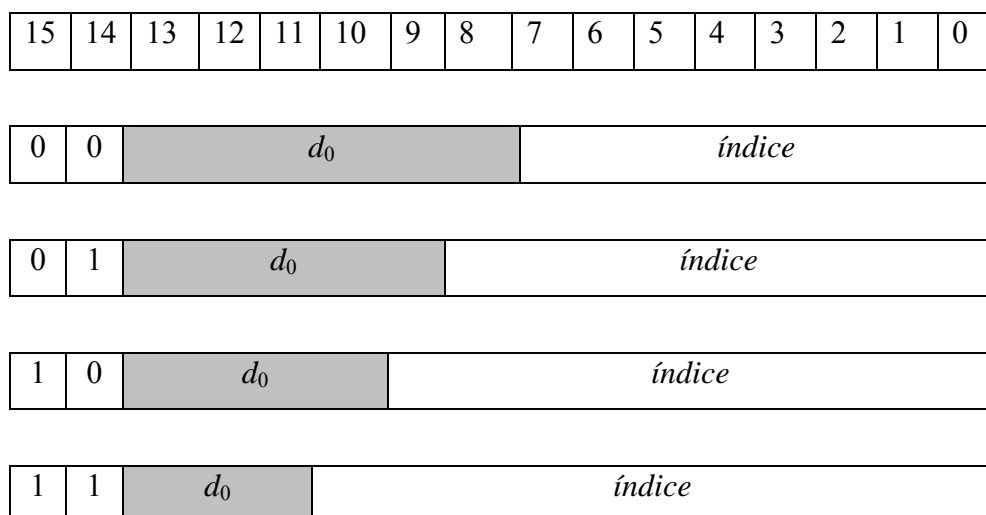 15 14 13 12 11 10 9 8 7 6 5 4 3 2 1 0
0 0 d₀ índice
0 1 d₀ índice
1 0 d₀ índice
1 1 d₀ índice